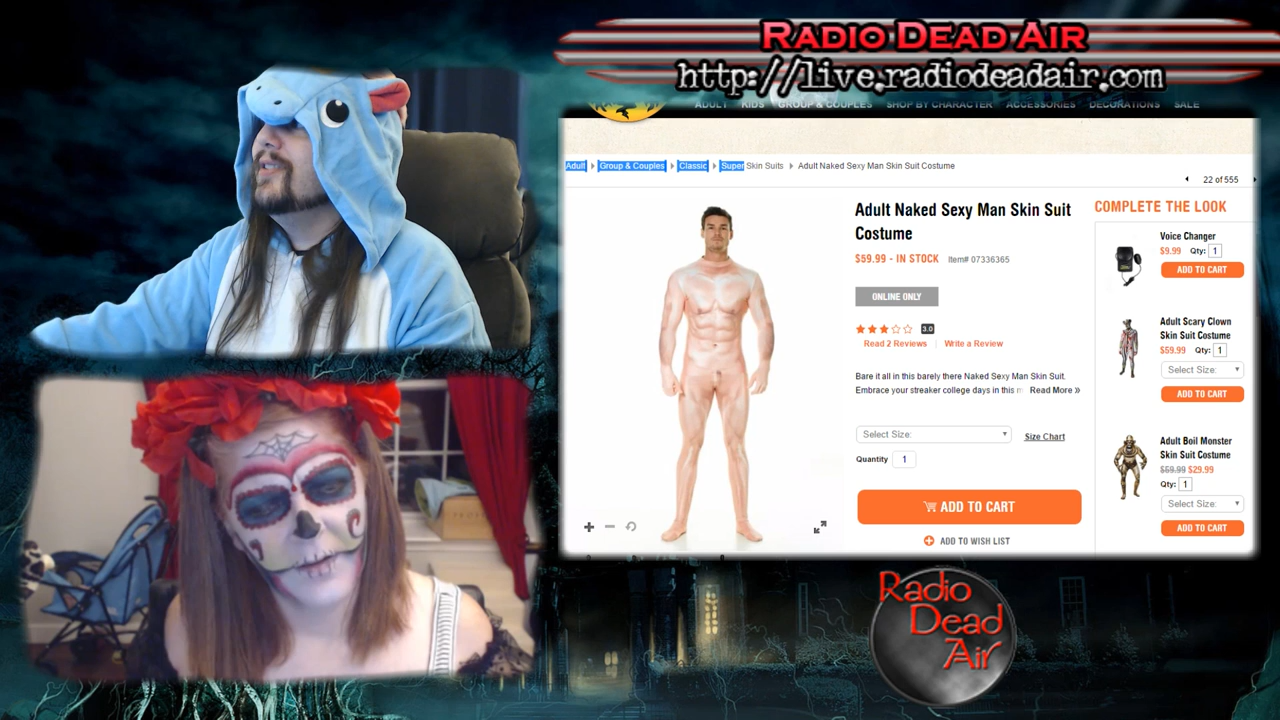 Radio Dead Air
http://live.radiodeadair.com
ADULT KIDS GROUP & COUPLES SHOP BY CHARACTER ACCESSORIES DECORATIONS SALE
Adult Group & Couples Classic Super Skin Suits Adult Naked Sexy Man Skin Suit Costume
22 of 555
Adult Naked Sexy Man Skin Suit
Costume
$59.99 - IN STOCK Item# 07336365
ONLINE ONLY
3.0
Read 2 Reviews | Write a Review
Bare it all in this barely there Naked Sexy Man Skin Suit.
Embrace your streaker college days in this Read More »
Select Size: Size Chart
Quantity 1
ADD TO CART
ADD TO WISH LIST
COMPLETE THE LOOK
Voice Changer
$9.99 Qty: 1
ADD TO CART
Adult Scary Clown
Skin Suit Costume
$59.99 Qty: 1
Select Size:
ADD TO CART
Adult Boil Monster
Skin Suit Costume
$59.99 $29.99
Qty: 1
Select Size:
ADD TO CART
Radio
Dead
Air